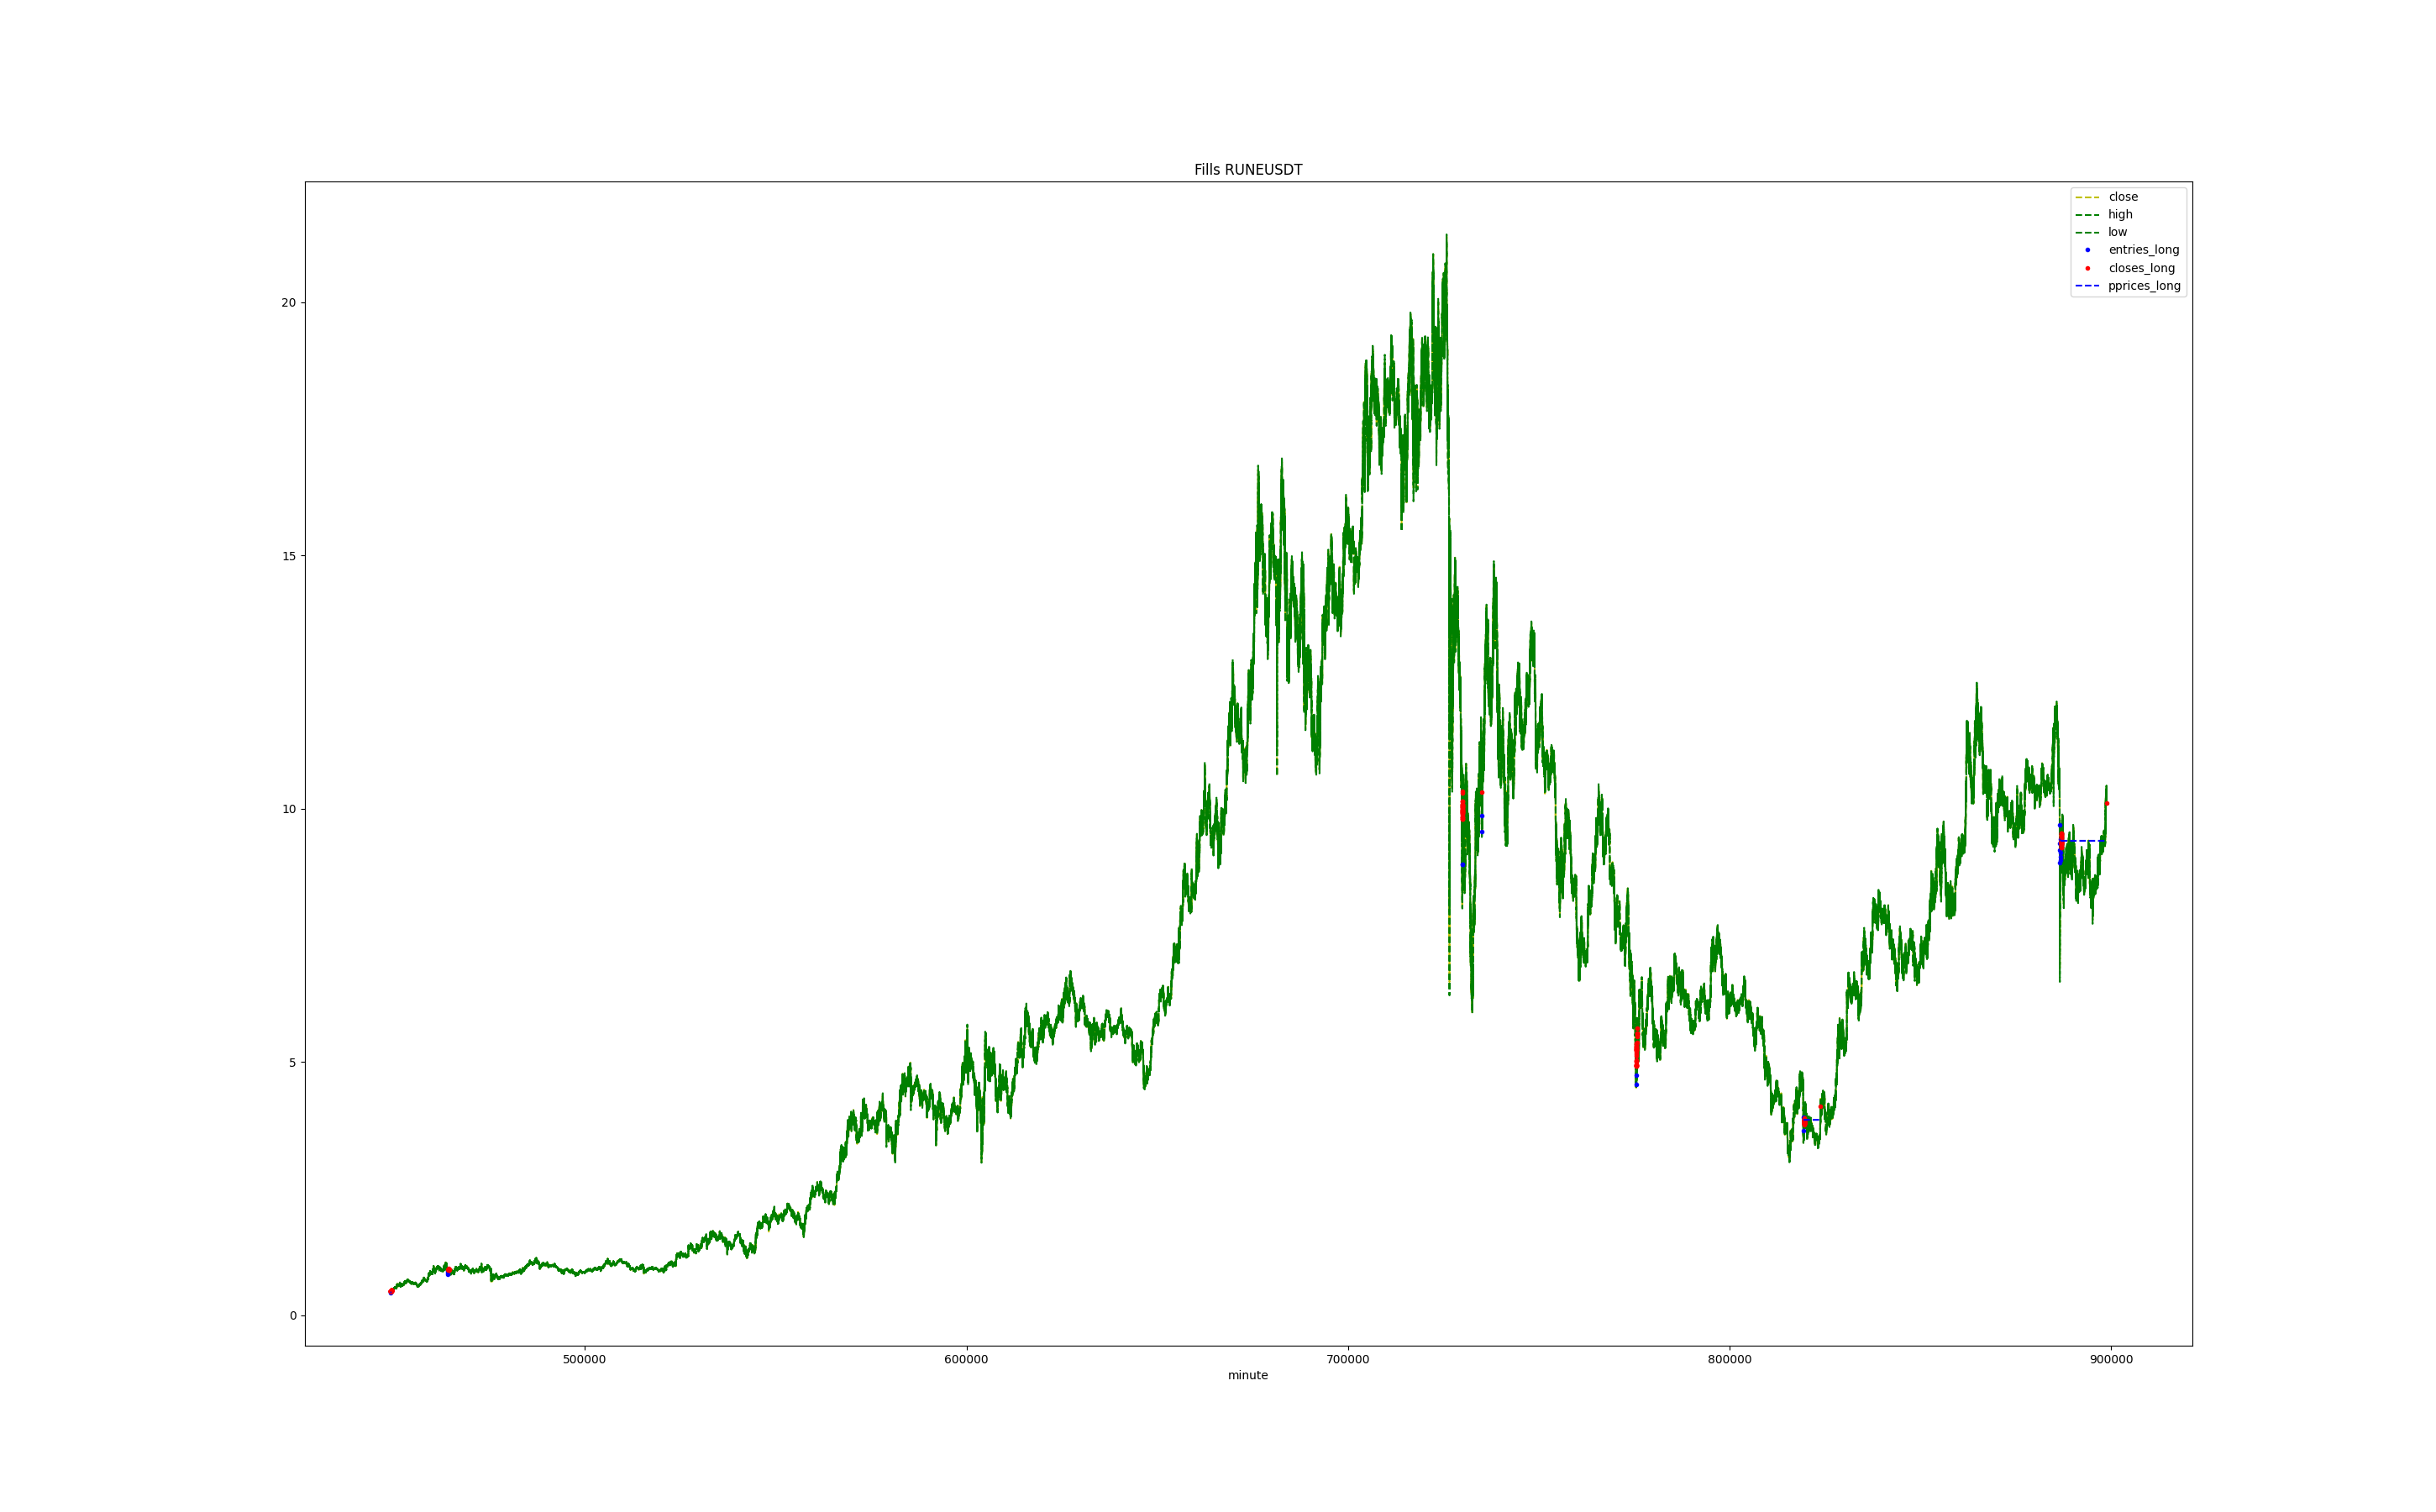 Fills RUNEUSDT
close
high
low
entries_long
closes_long
pprices_long
20
15
10
5
0
500000
600000
700000
800000
900000
minute